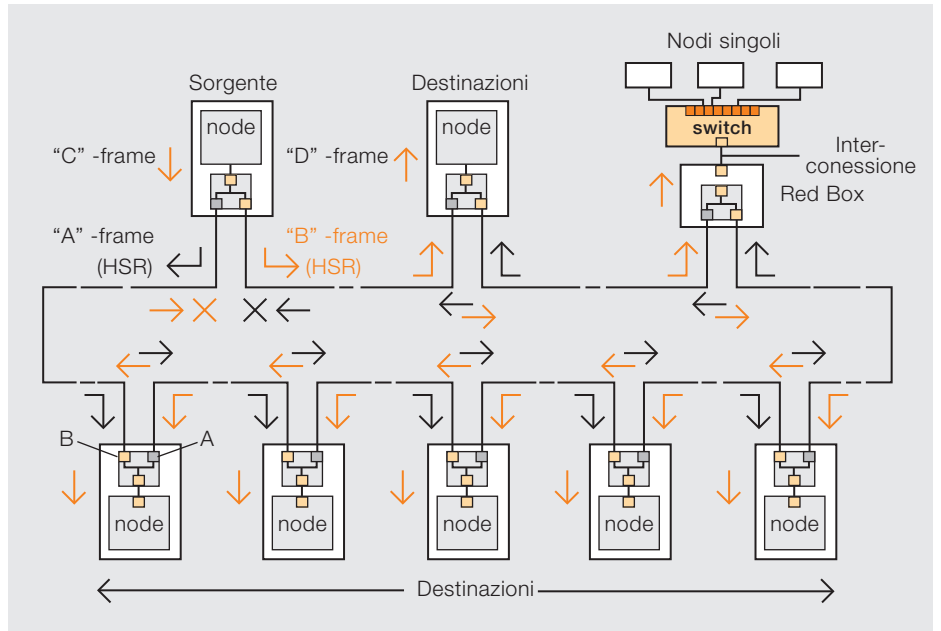 Nodi singoli
Sorgente
Destinazioni
node
node
switch
"C" -frame
"D" -frame
Inter-
conessione
Red Box
"A" -frame
(HSR)
"B" -frame
(HSR)
B
A
node
node
node
node
node
Destinazioni